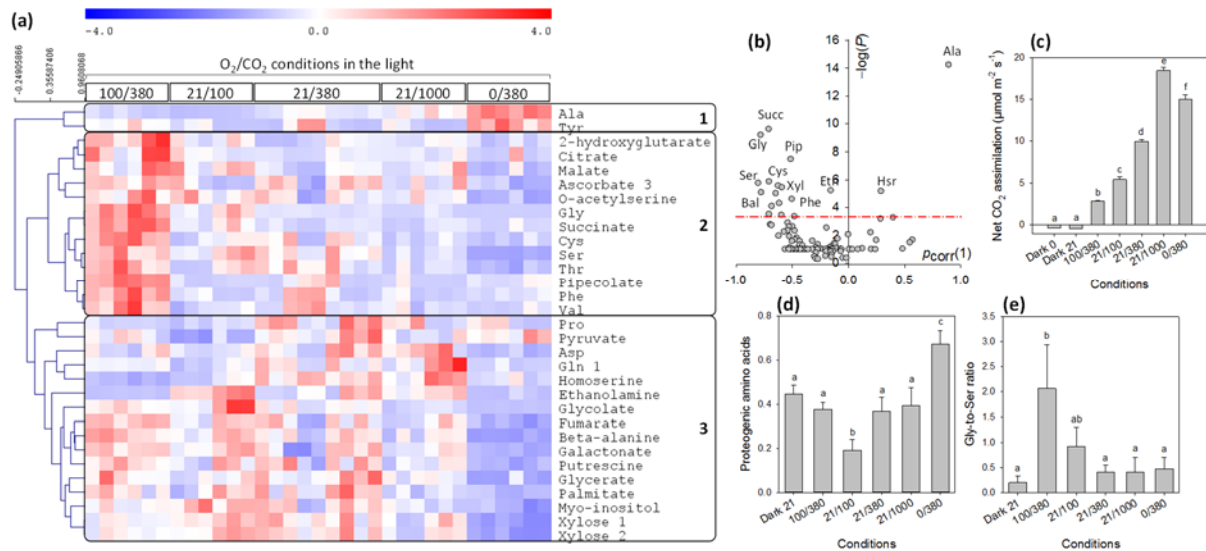 (a)
-4.0 0.0 4.0
-0.24905866
0.35587406
0.9608068
O₂/CO₂ conditions in the light
100/380 21/100 21/380 21/1000 0/380
Ala
Tyr
1
2-hydroxyglutarate
Citrate
Malate
Ascorbate 3
O-acetylserine
Gly
Succinate
Cys
Ser
Thr
Pipecolate
Phe
Val
2
Pro
Pyruvate
Asp
Gln 1
Homoserine
Ethanolamine
Glycolate
Fumarate
Beta-alanine
Galactonate
Putrescine
Glycerate
Palmitate
Myo-inositol
Xylose 1
Xylose 2
3
(b)
−log(P)
16
14
12
10
8
6
4
2
0
Ala
Succ
Gly
Pip
Ser
Cys
Xyl
Eth
Hsr
Bal
Phe
pcorr(1)
-1.0 -0.5 0.0 0.5 1.0
(c)
Net CO₂ assimilation (µmol m⁻² s⁻¹)
20
15
10
5
0
a a b c d e f
Dark 0 Dark 21 100/380 21/100 21/380 21/1000 0/380
Conditions
(d)
Proteogenic amino acids
0.8
0.6
0.4
0.2
0.0
a a b a a c
Dark 21 100/380 21/100 21/380 21/1000 0/380
Conditions
(e)
Gly-to-Ser ratio
3.5
3.0
2.5
2.0
1.5
1.0
0.5
0.0
a b ab a a a
Dark 21 100/380 21/100 21/380 21/1000 0/380
Conditions